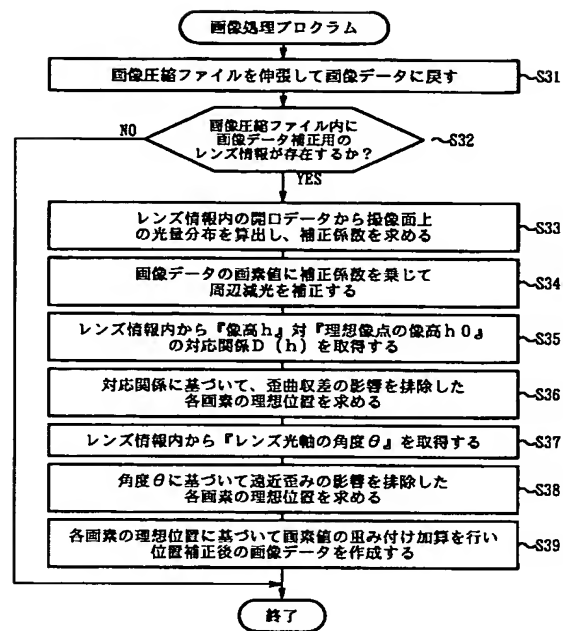 画像処理プログラム
画像圧縮ファイルを伸張して画像データに戻す
S31
画像圧縮ファイル内に
画像データ補正用の
レンズ情報が存在するか？
NO
S32
YES
レンズ情報内の開口データから撮像面上
の光量分布を算出し、補正係数を求める
S33
画像データの画素値に補正係数を乗じて
周辺減光を補正する
S34
レンズ情報内から『像高h』対『理想像点の像高h0』
の対応関係D（h）を取得する
S35
対応関係に基づいて、歪曲収差の影響を排除した
各画素の理想位置を求める
S36
レンズ情報内から『レンズ光軸の角度θ』を取得する
S37
角度θに基づいて遠近歪みの影響を排除した
各画素の理想位置を求める
S38
各画素の理想位置に基づいて画素値の重み付け加算を行い
位置補正後の画像データを作成する
S39
終了